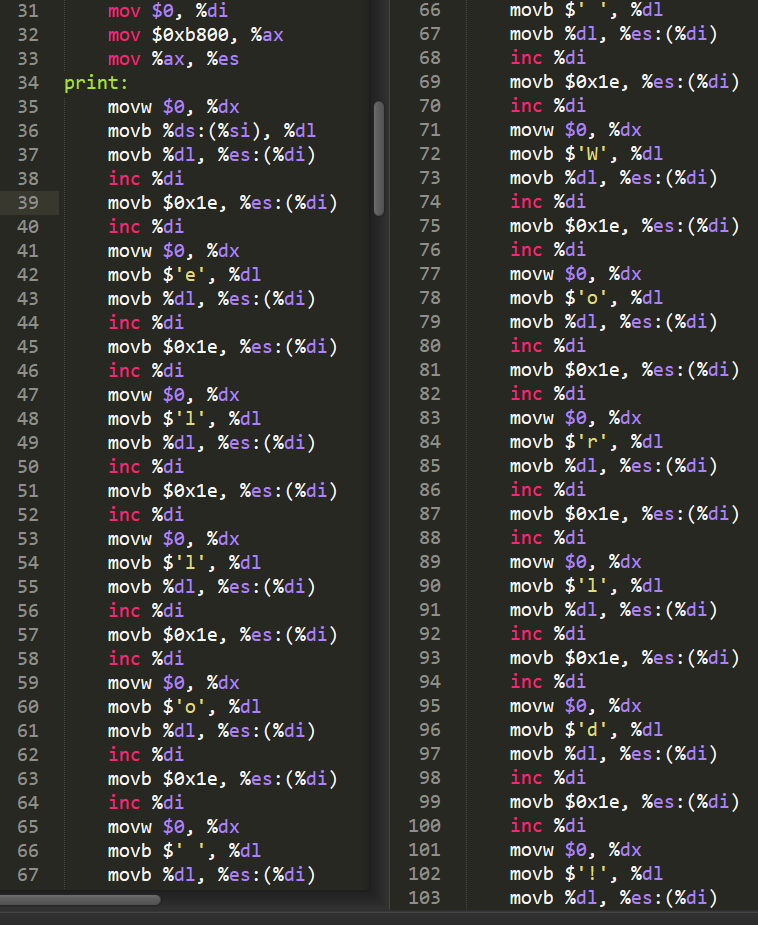 31 mov $0, %di
32 mov $0xb800, %ax
33 mov %ax, %es
34 print:
35 movw $0, %dx
36 movb %ds:(%si), %dl
37 movb %dl, %es:(%di)
38 inc %di
39 movb $0x1e, %es:(%di)
40 inc %di
41 movw $0, %dx
42 movb $'e', %dl
43 movb %dl, %es:(%di)
44 inc %di
45 movb $0x1e, %es:(%di)
46 inc %di
47 movw $0, %dx
48 movb $'l', %dl
49 movb %dl, %es:(%di)
50 inc %di
51 movb $0x1e, %es:(%di)
52 inc %di
53 movw $0, %dx
54 movb $'l', %dl
55 movb %dl, %es:(%di)
56 inc %di
57 movb $0x1e, %es:(%di)
58 inc %di
59 movw $0, %dx
60 movb $'o', %dl
61 movb %dl, %es:(%di)
62 inc %di
63 movb $0x1e, %es:(%di)
64 inc %di
65 movw $0, %dx
66 movb $' ', %dl
67 movb %dl, %es:(%di)
66 movb $' ', %dl
67 movb %dl, %es:(%di)
68 inc %di
69 movb $0x1e, %es:(%di)
70 inc %di
71 movw $0, %dx
72 movb $'W', %dl
73 movb %dl, %es:(%di)
74 inc %di
75 movb $0x1e, %es:(%di)
76 inc %di
77 movw $0, %dx
78 movb $'o', %dl
79 movb %dl, %es:(%di)
80 inc %di
81 movb $0x1e, %es:(%di)
82 inc %di
83 movw $0, %dx
84 movb $'r', %dl
85 movb %dl, %es:(%di)
86 inc %di
87 movb $0x1e, %es:(%di)
88 inc %di
89 movw $0, %dx
90 movb $'l', %dl
91 movb %dl, %es:(%di)
92 inc %di
93 movb $0x1e, %es:(%di)
94 inc %di
95 movw $0, %dx
96 movb $'d', %dl
97 movb %dl, %es:(%di)
98 inc %di
99 movb $0x1e, %es:(%di)
100 inc %di
101 movw $0, %dx
102 movb $'!', %dl
103 movb %dl, %es:(%di)